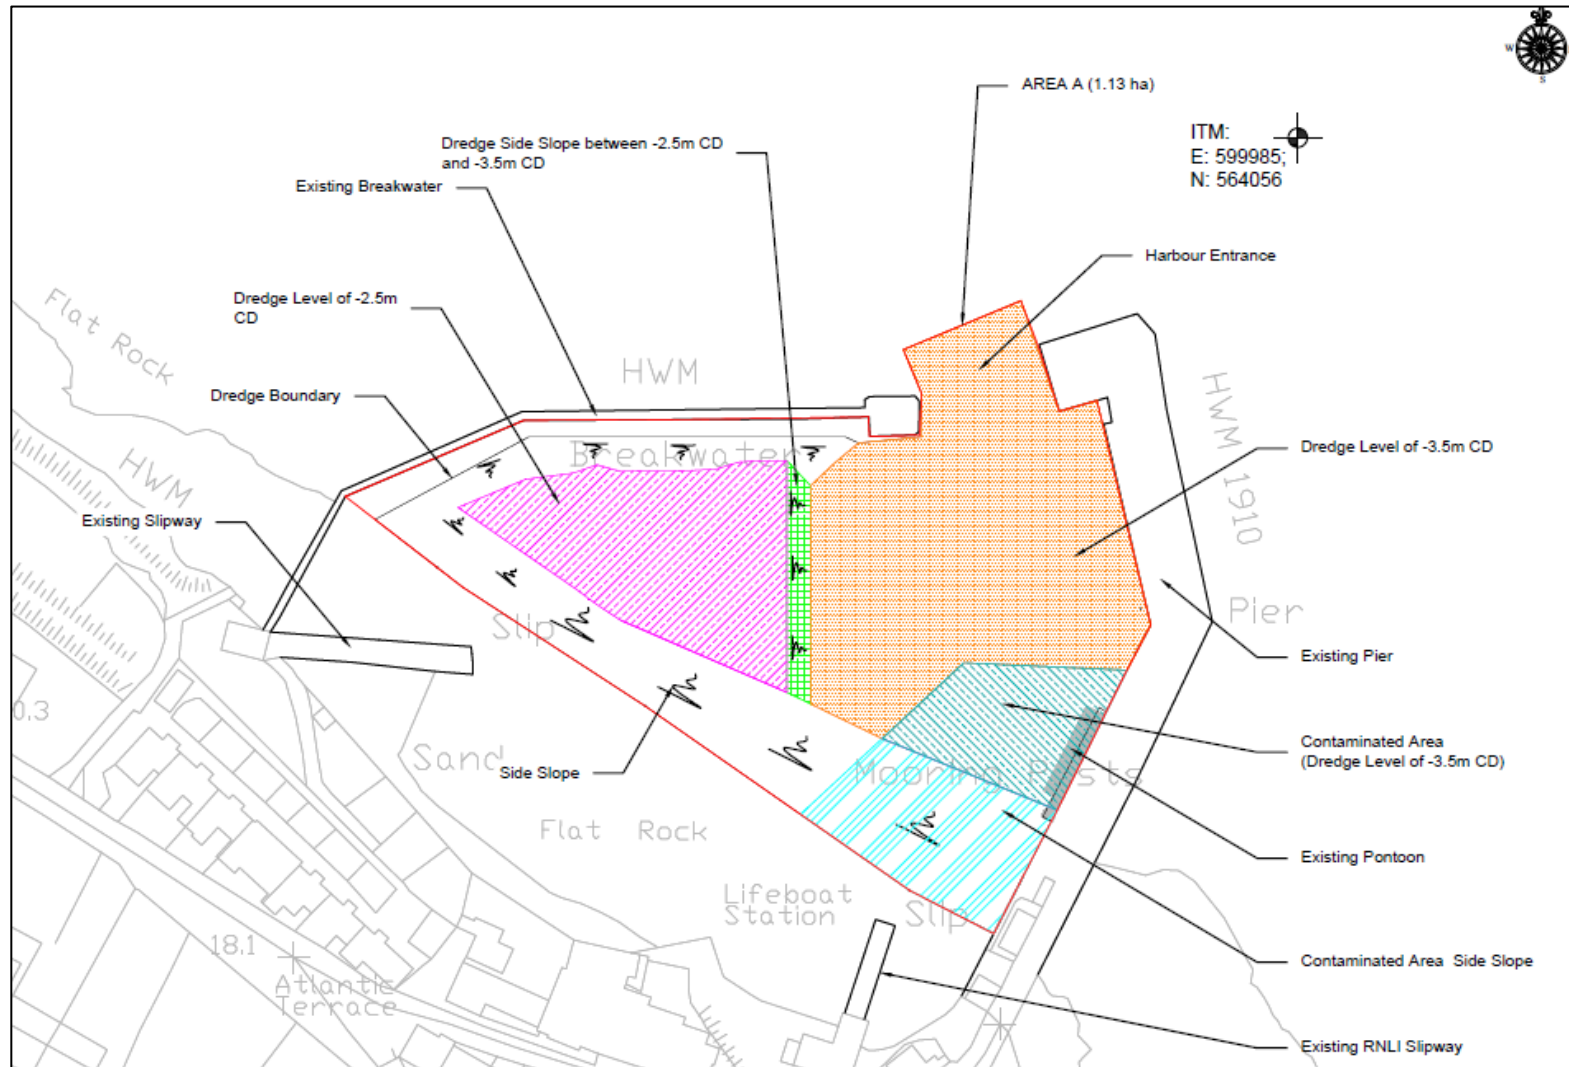 W
S
AREA A (1.13 ha)
ITM:
E: 599985;
N: 564056
Dredge Side Slope between -2.5m CD
and -3.5m CD
Existing Breakwater
Harbour Entrance
Dredge Level of -2.5m
CD
Flat Rock
HWM
Dredge Boundary
HWM 1910
Dredge Level of -3.5m CD
Breakwater
HWM
Existing Slipway
Slip
Pier
Existing Pier
0.3
Sand
Side Slope
Mooring Posts
Contaminated Area
(Dredge Level of -3.5m CD)
Flat Rock
Existing Pontoon
Lifeboat
Station
Slip
18.1
Atlantic
Terrace
Contaminated Area Side Slope
Existing RNLI Slipway